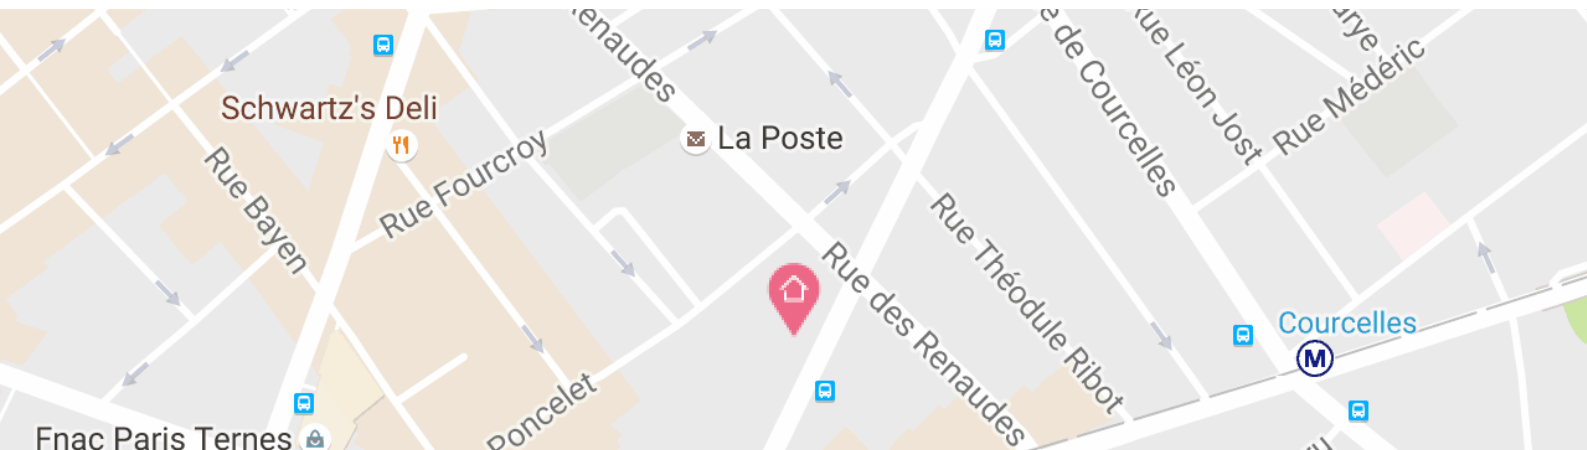 Renaudes
e de Courcelles
Rue Léon Jost
Rue Médéric
Schwartz's Deli
La Poste
Rue Fourcroy
Rue Bayen
Rue Théodule Ribot
Rue des Renaudes
Courcelles
M
Poncelet
Fnac Paris Ternes